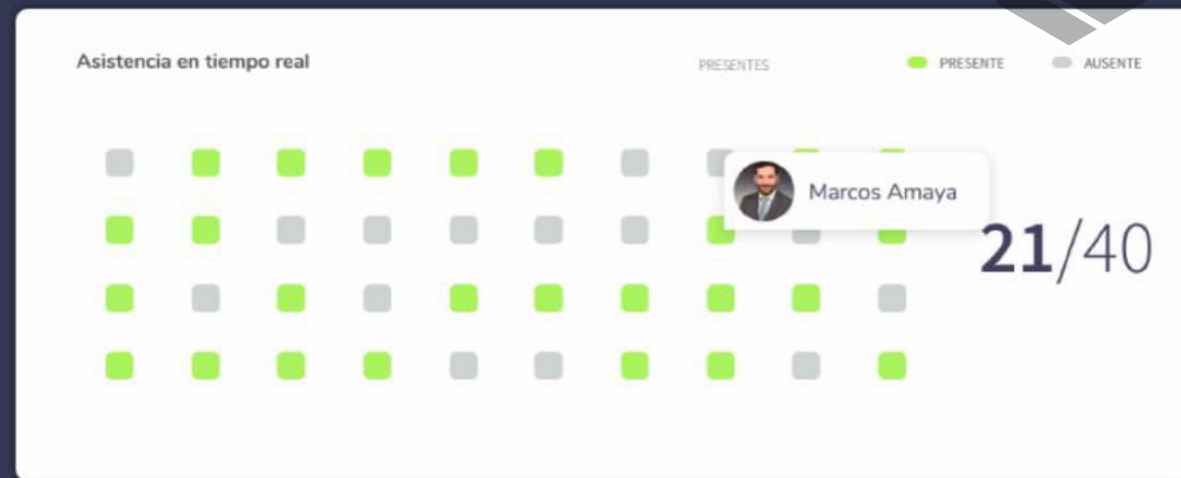 Asistencia en tiempo real
PRESENTES
PRESENTE
AUSENTE
Marcos Amaya
21/40